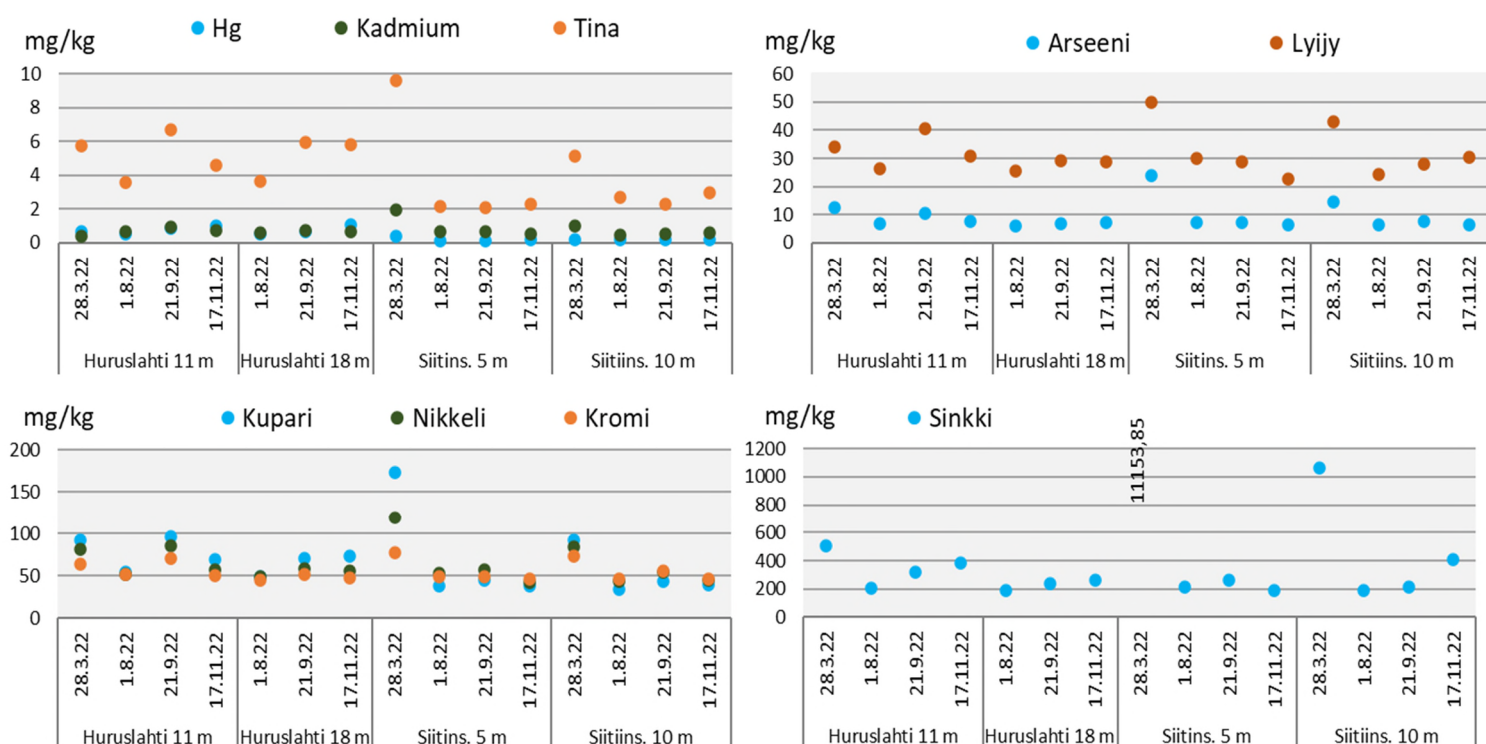 Hg Kadmium Tina
mg/kg
10
8
6
4
2
0
28.3.22 1.8.22 21.9.22 17.11.22 1.8.22 21.9.22 17.11.22 28.3.22 1.8.22 21.9.22 17.11.22 28.3.22 1.8.22 21.9.22 17.11.22
Huruslahti 11 m Huruslahti 18 m Siitins. 5 m Siitiins. 10 m
Arseeni Lyijy
mg/kg
60
50
40
30
20
10
0
28.3.22 1.8.22 21.9.22 17.11.22 1.8.22 21.9.22 17.11.22 28.3.22 1.8.22 21.9.22 17.11.22 28.3.22 1.8.22 21.9.22 17.11.22
Huruslahti 11 m Huruslahti 18 m Siitins. 5 m Siitiins. 10 m
mg/kg Kupari Nikkeli Kromi
200
150
100
50
0
28.3.22 1.8.22 21.9.22 17.11.22 1.8.22 21.9.22 17.11.22 28.3.22 1.8.22 21.9.22 17.11.22 28.3.22 1.8.22 21.9.22 17.11.22
Huruslahti 11 m Huruslahti 18 m Siitins. 5 m Siitiins. 10 m
mg/kg Sinkki
1200
1000
800
600
400
200
0
11153,85
28.3.22 1.8.22 21.9.22 17.11.22 1.8.22 21.9.22 17.11.22 28.3.22 1.8.22 21.9.22 17.11.22 28.3.22 1.8.22 21.9.22 17.11.22
Huruslahti 11 m Huruslahti 18 m Siitins. 5 m Siitiins. 10 m